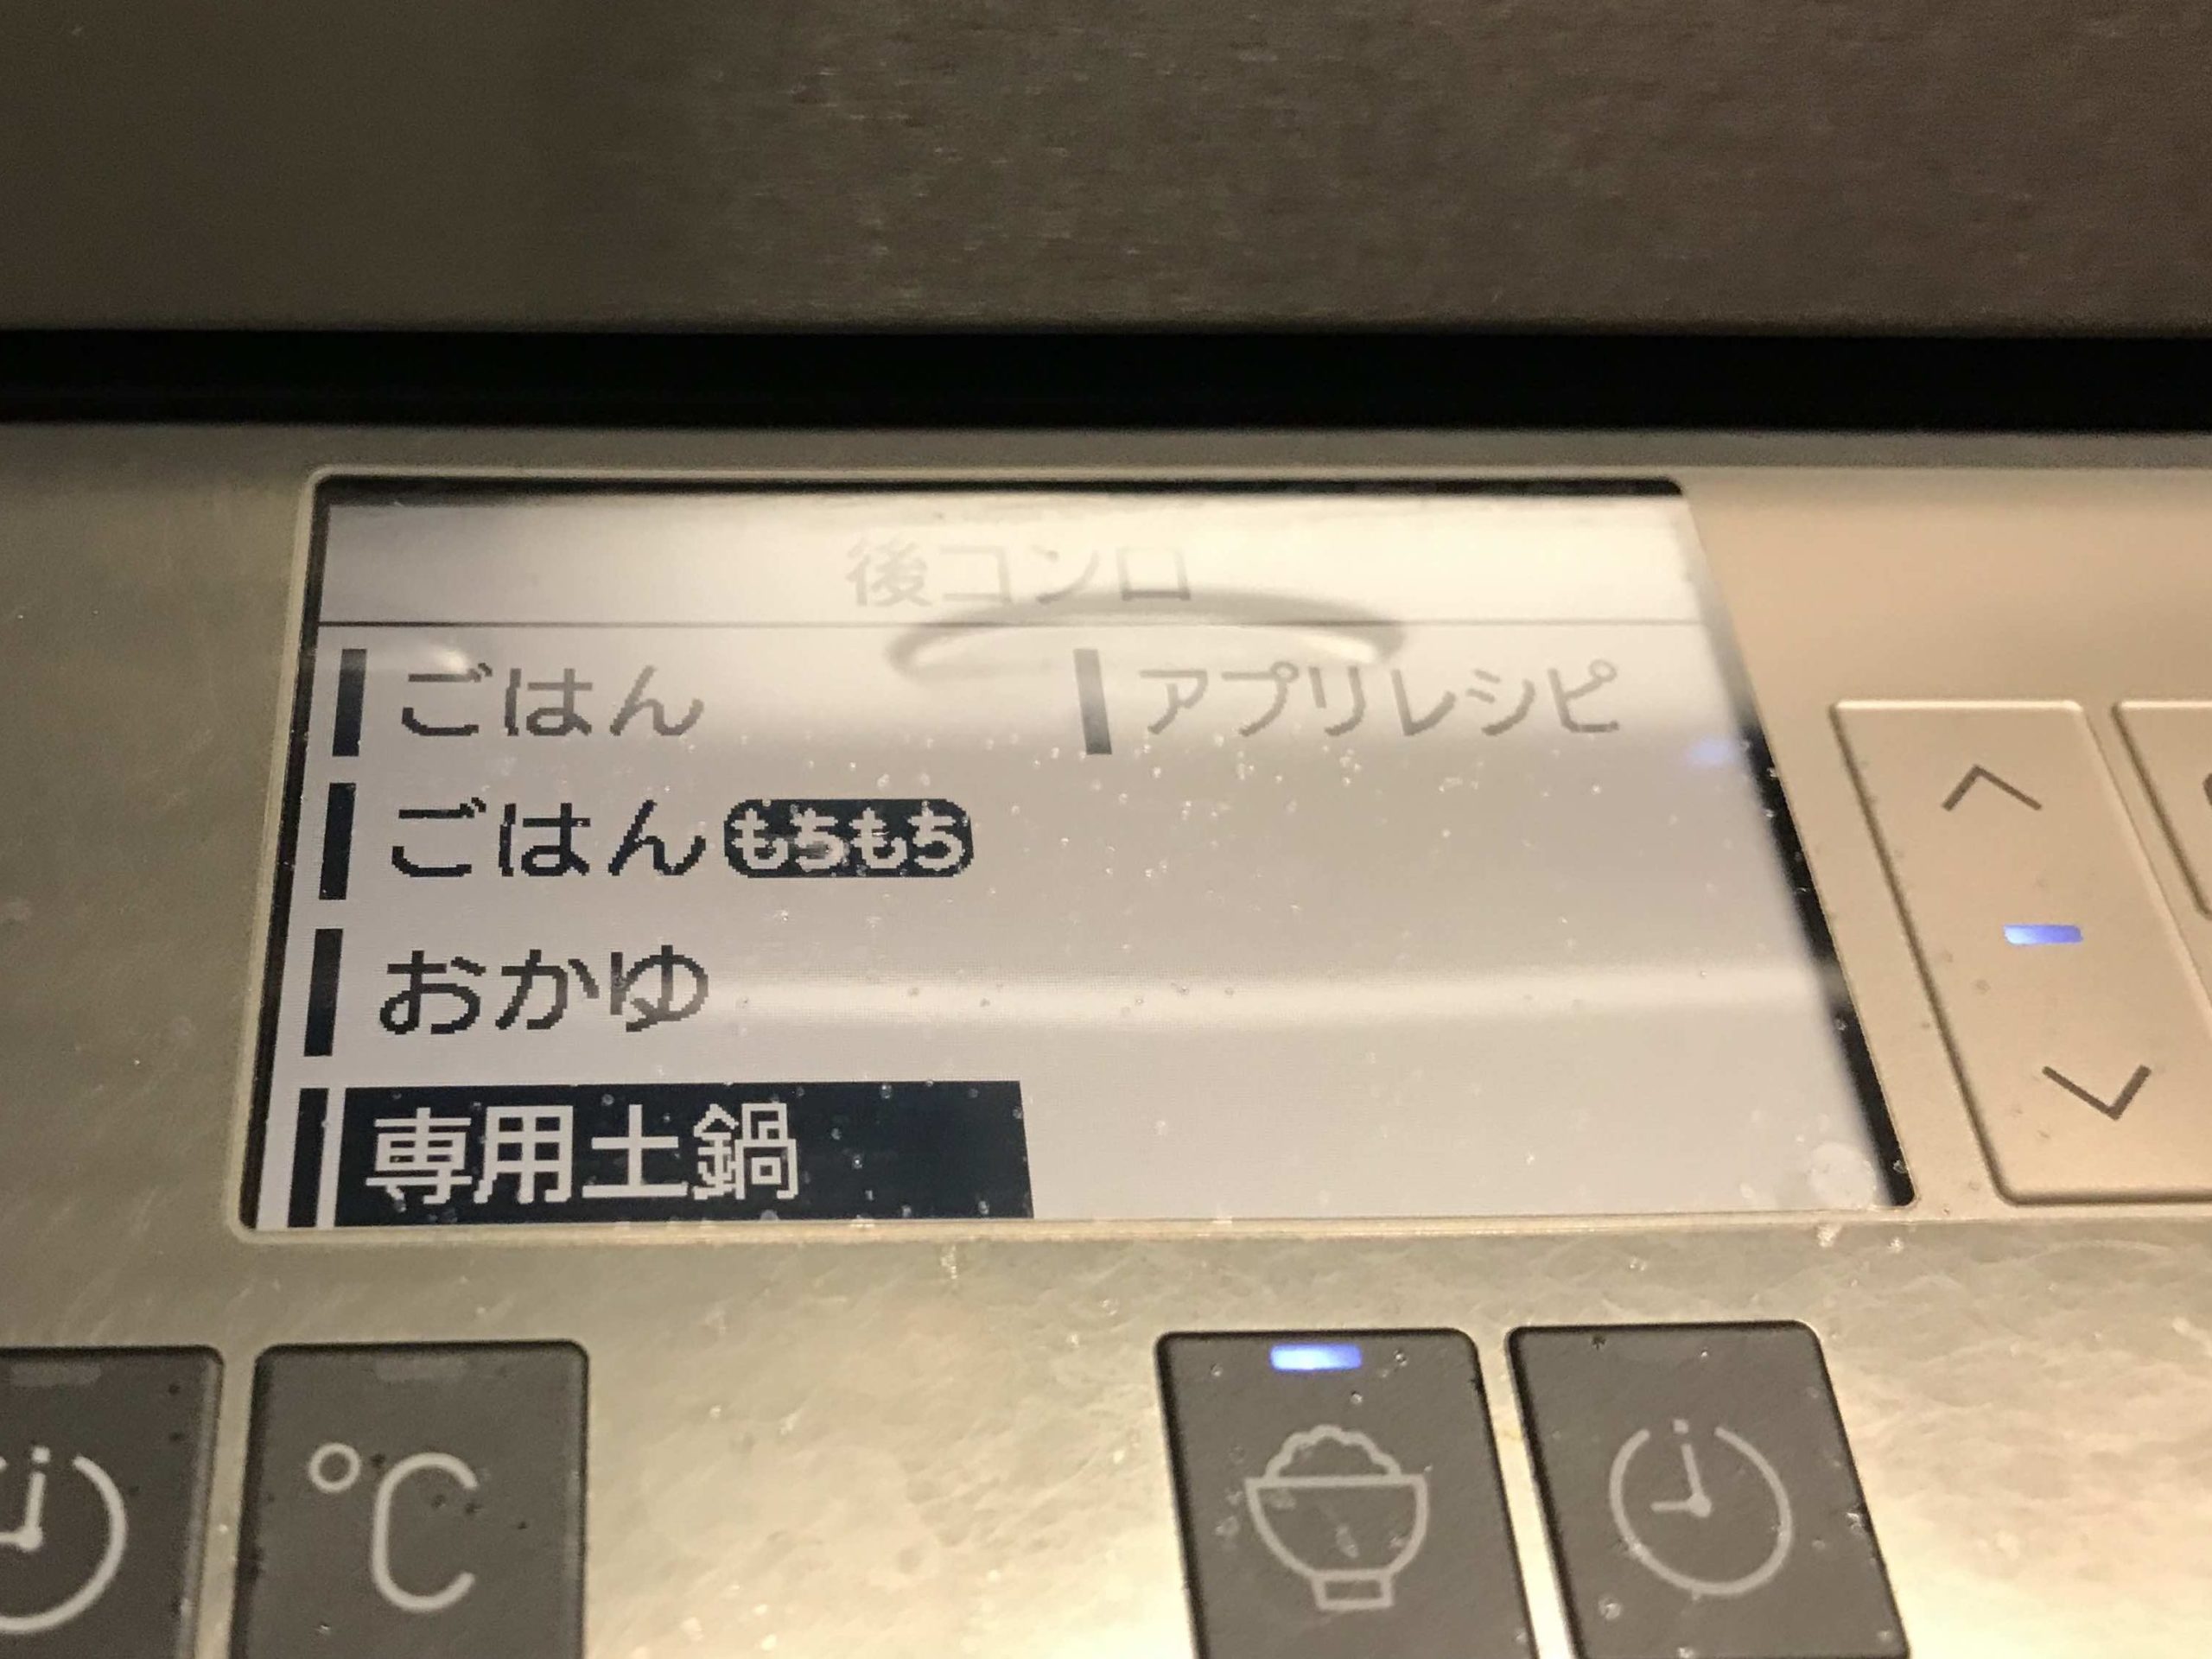 後コンロ
ごはん
アプリレシピ
ごはん もちもち
おかゆ
専用土鍋
℃